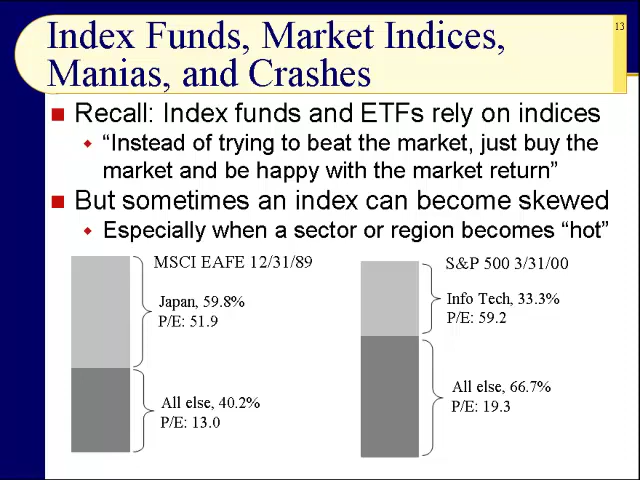 13
Index Funds, Market Indices,
Manias, and Crashes
Recall: Index funds and ETFs rely on indices
“Instead of trying to beat the market, just buy the
market and be happy with the market return”
But sometimes an index can become skewed
Especially when a sector or region becomes “hot”
MSCI EAFE 12/31/89
Japan, 59.8%
P/E: 51.9
All else, 40.2%
P/E: 13.0
S&P 500 3/31/00
Info Tech, 33.3%
P/E: 59.2
All else, 66.7%
P/E: 19.3